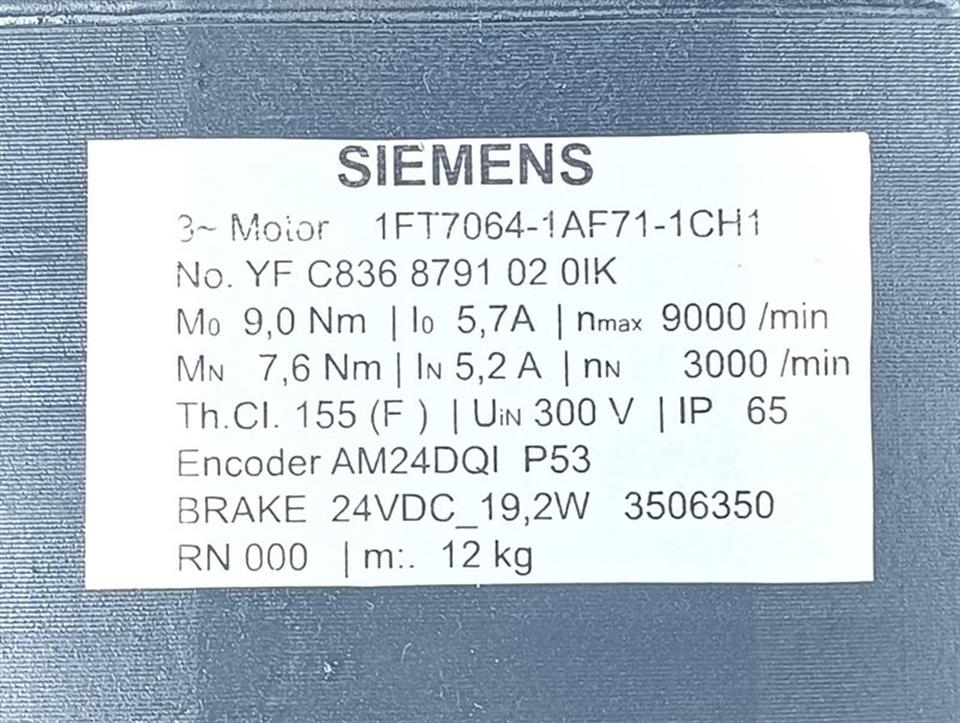 SIEMENS
3~ Motor 1FT7064-1AF71-1CH1
No. YF C836 8791 02 0IK
M0 9,0 Nm | I0 5,7A | nmax 9000 /min
MN 7,6 Nm | IN 5,2 A | nN 3000 /min
Th.Cl. 155 (F ) | UiN 300 V | IP 65
Encoder AM24DQI P53
BRAKE 24VDC_19,2W 3506350
RN 000 | m:. 12 kg